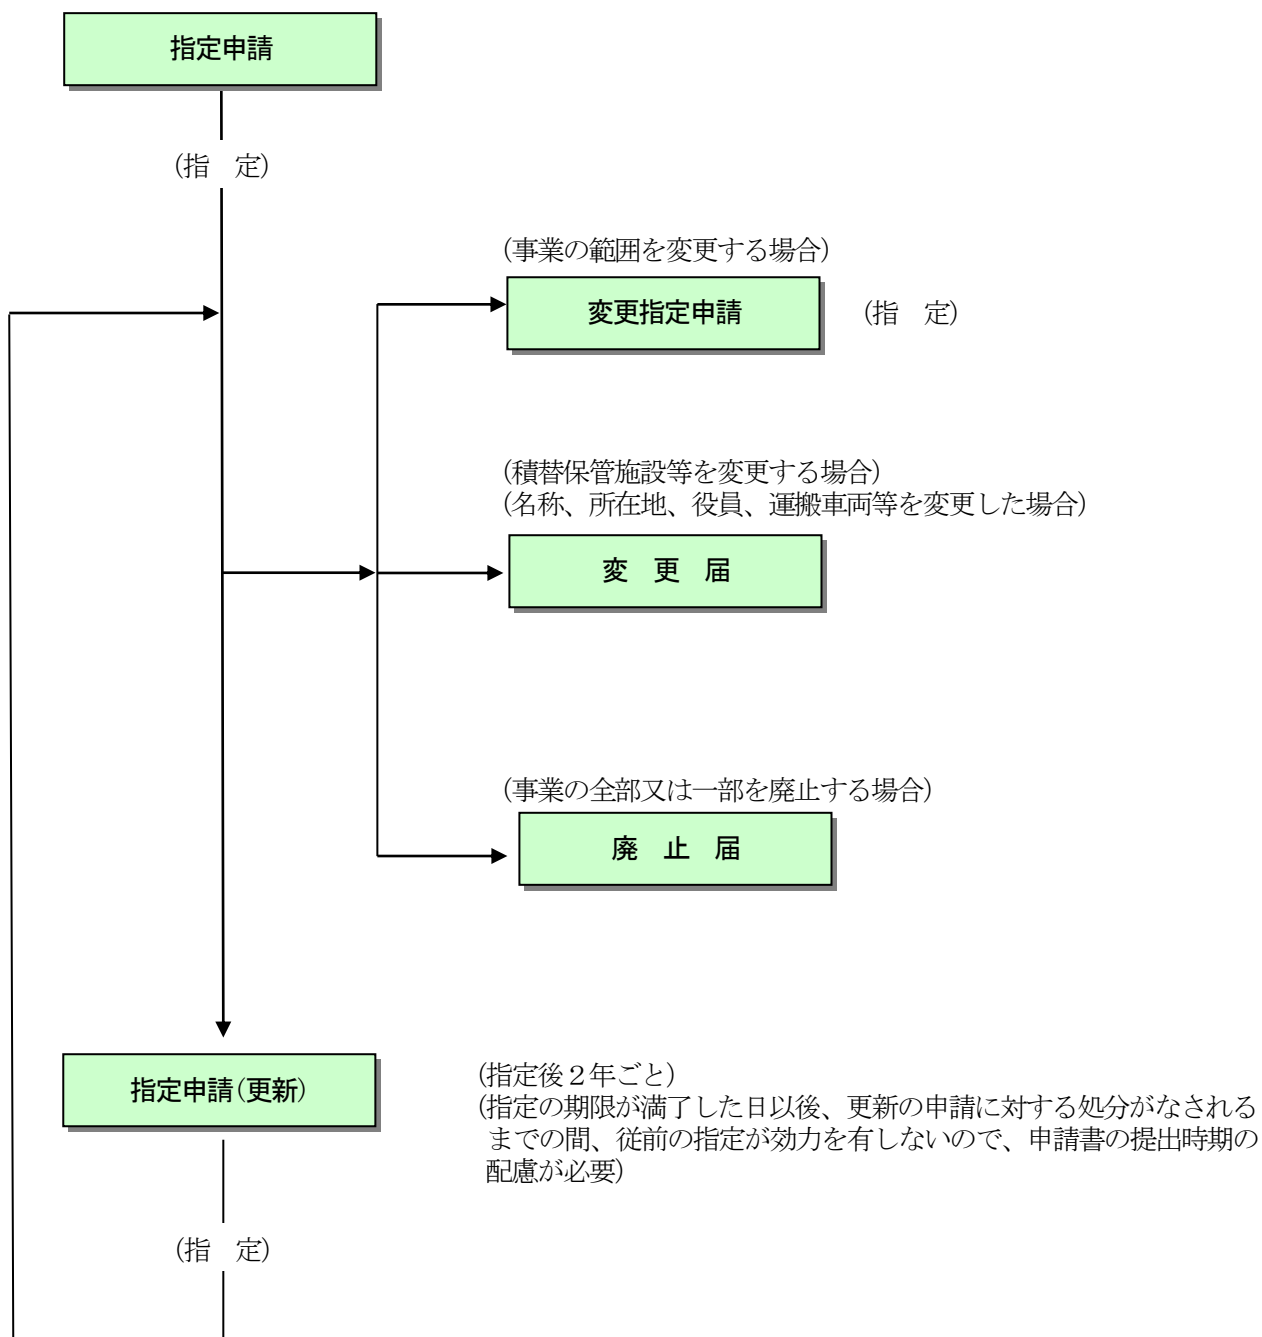 指定申請
(指　定)
(事業の範囲を変更する場合)
変更指定申請
(指　定)
(積替保管施設等を変更する場合)
(名称、所在地、役員、運搬車両等を変更した場合)
変　更　届
(事業の全部又は一部を廃止する場合)
廃　止　届
指定申請(更新)
(指定後２年ごと)
(指定の期限が満了した日以後、更新の申請に対する処分がなされる
までの間、従前の指定が効力を有しないので、申請書の提出時期の
配慮が必要)
(指　定)